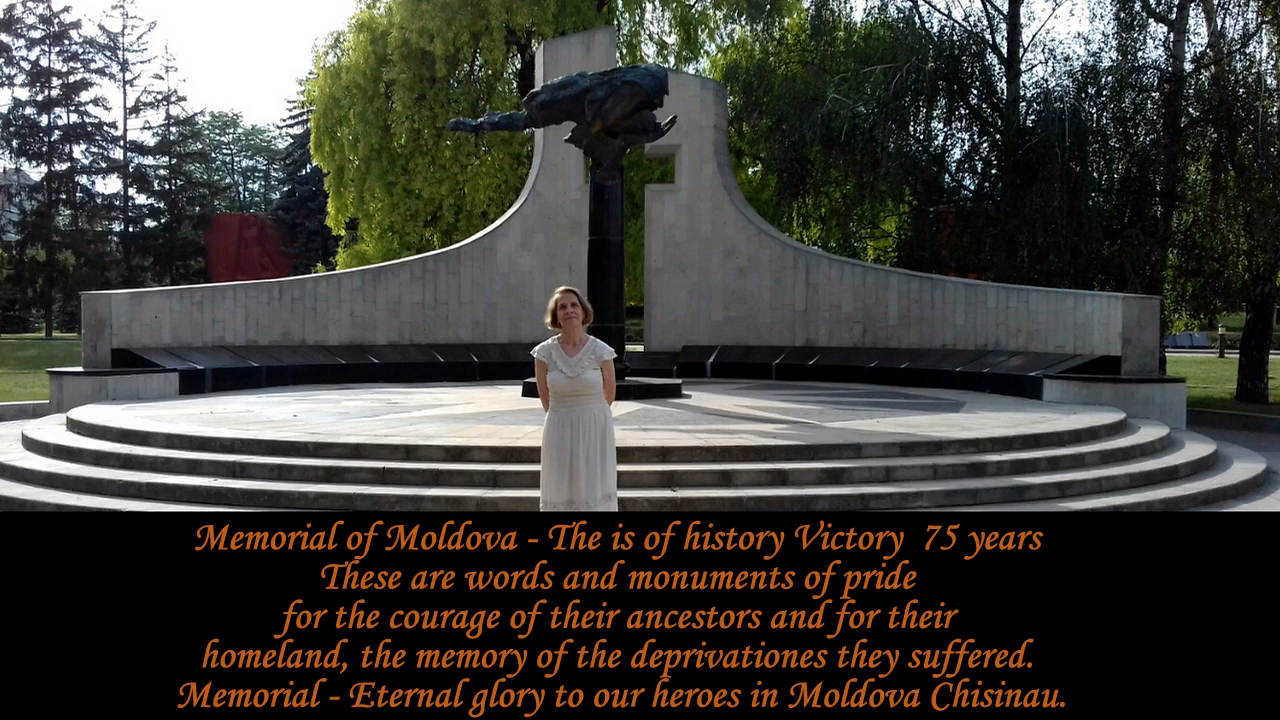 Memorial of Moldova - The is of history Victory 75 years
These are words and monuments of pride
for the courage of their ancestors and for their
homeland, the memory of the deprivationes they suffered.
Memorial - Eternal glory to our heroes in Moldova Chisinau.